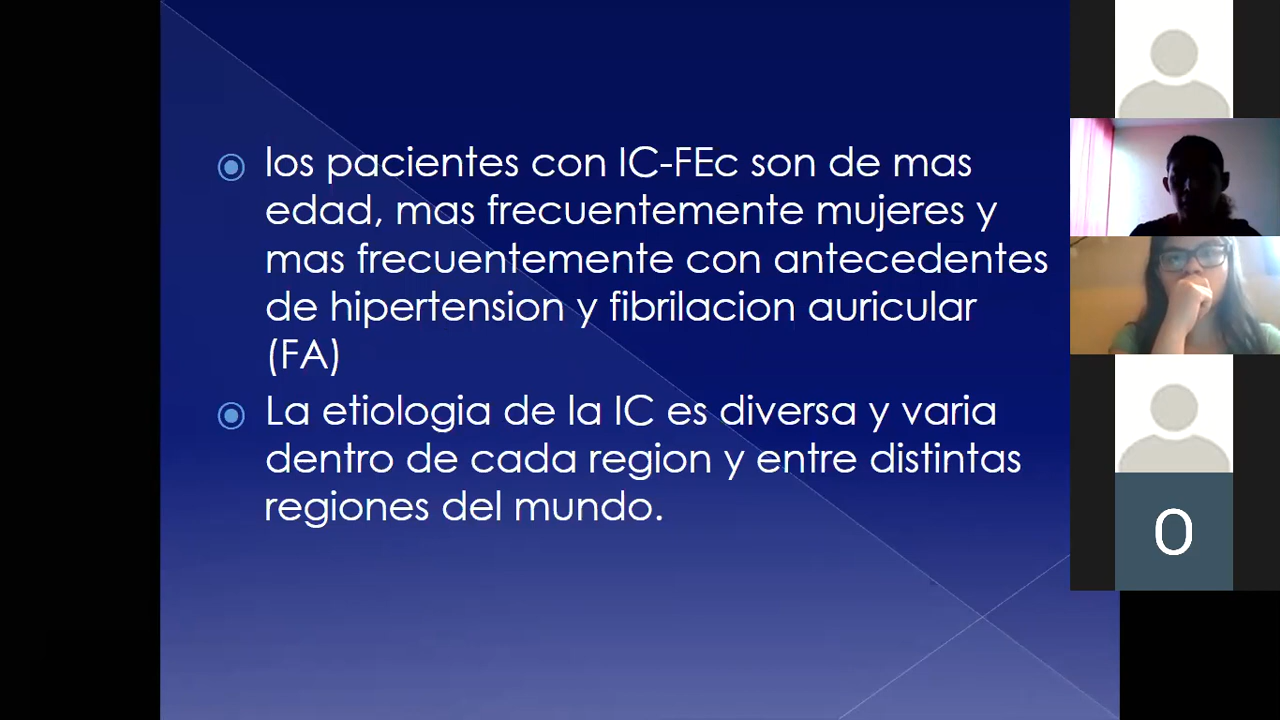 los pacientes con IC-FEc son de mas
edad, mas frecuentemente mujeres y
mas frecuentemente con antecedentes
de hipertension y fibrilacion auricular
(FA)
La etiologia de la IC es diversa y varia
dentro de cada region y entre distintas
regiones del mundo.
O